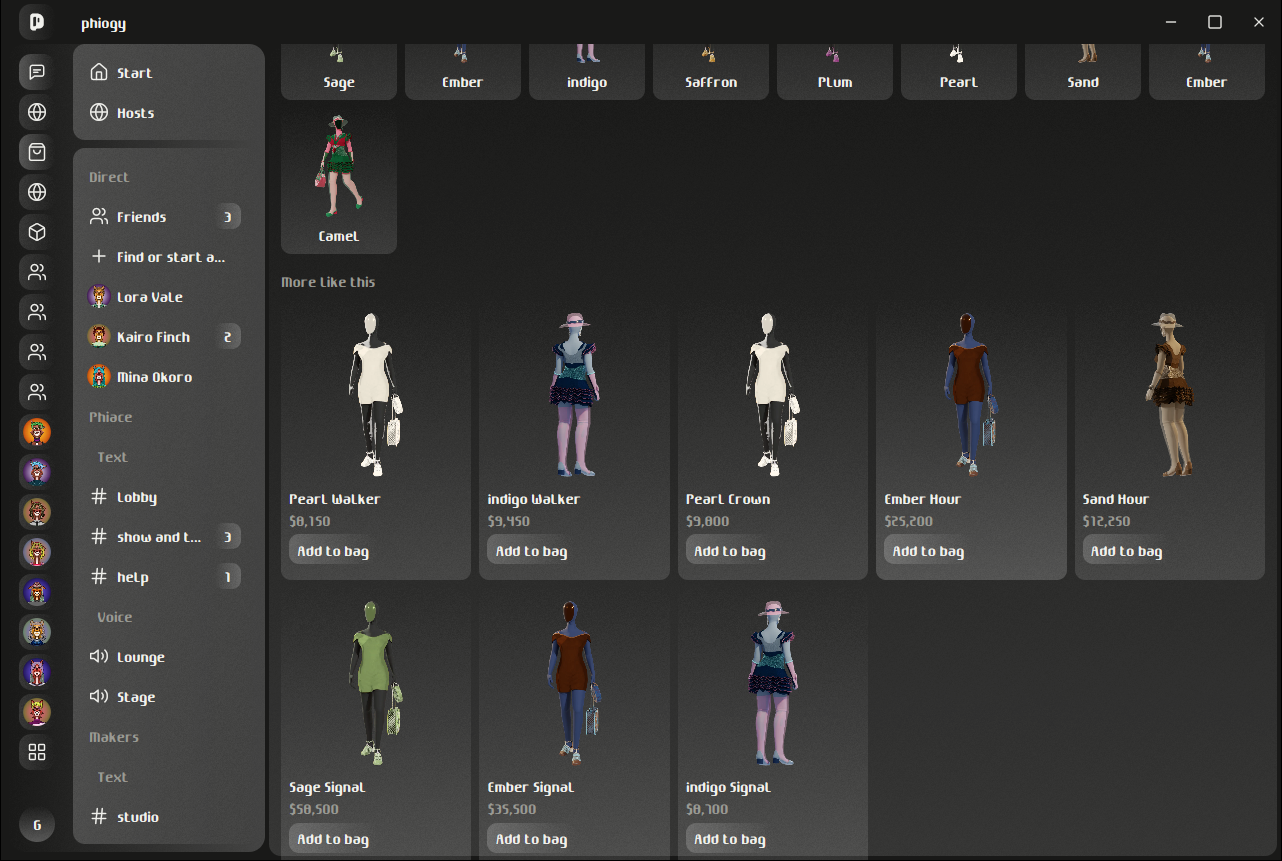 phiogy
Start
Hosts
Direct
Friends 3
Find or start a...
Lora Vale
Kairo Finch 2
Mina Okoro
Phiace
Text
Lobby
show and t... 3
help 1
Voice
Lounge
Stage
Makers
Text
studio
G
Sage Ember indigo Saffron Plum Pearl Sand Ember
Camel
More Like this
Pearl Walker indigo Walker Pearl Crown Ember Hour Sand Hour
$8,150 $9,450 $9,800 $25,200 $12,250
Add to bag Add to bag Add to bag Add to bag Add to bag
Sage Signal Ember Signal indigo Signal
$58,500 $35,500 $8,700
Add to bag Add to bag Add to bag